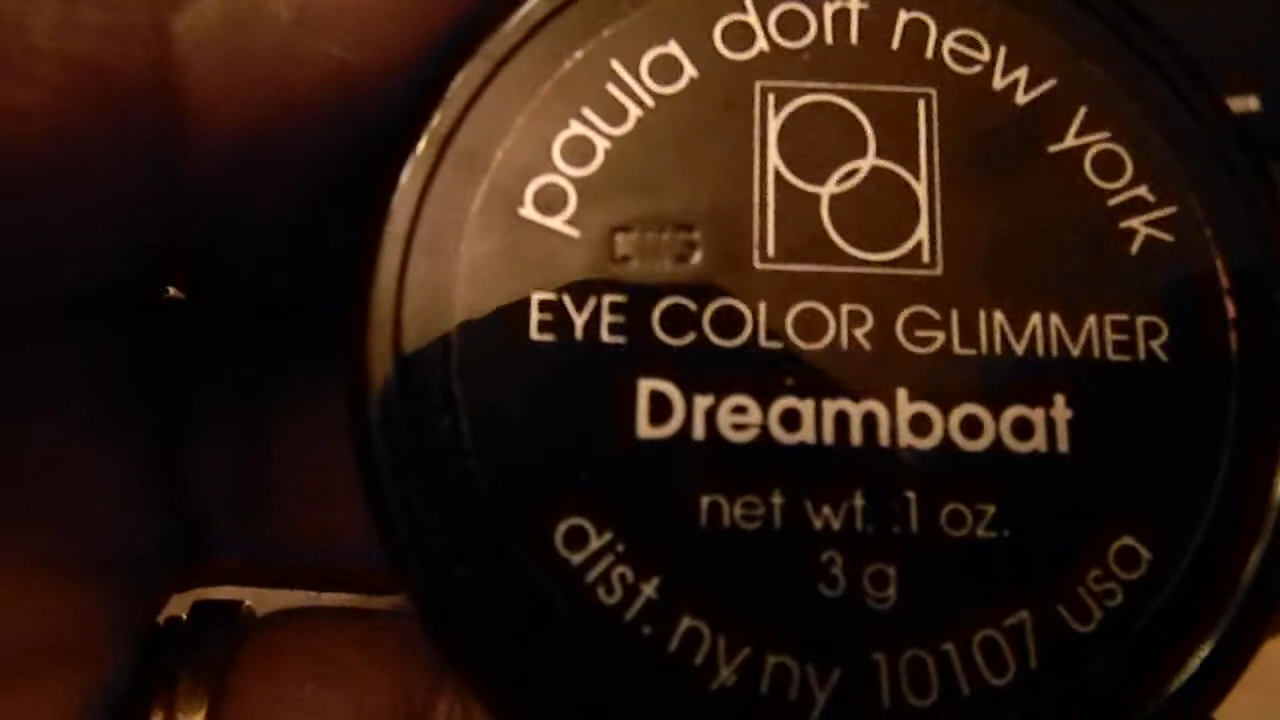 paula dorf new york
pd
EYE COLOR GLIMMER
Dreamboat
net wt. .1 oz.
3 g
dist. ny, ny 10107 usa